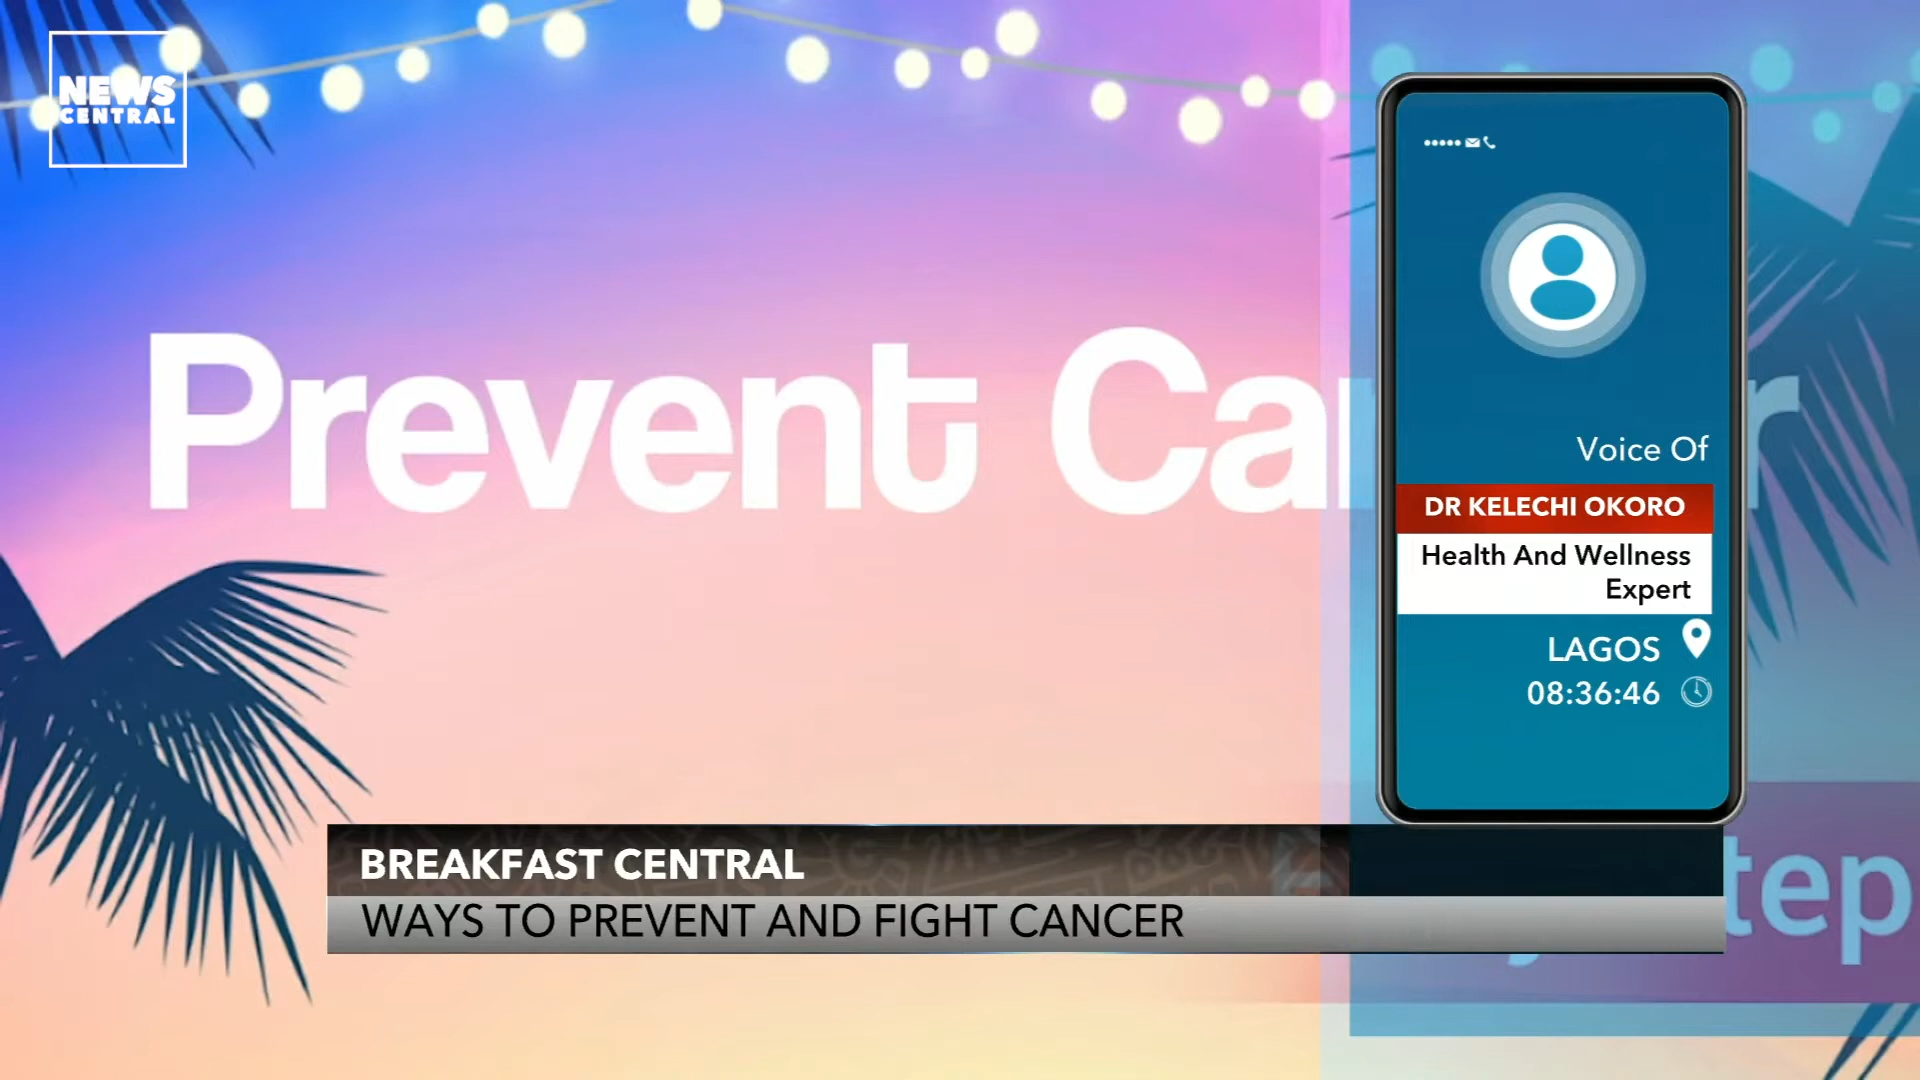 NEWS
CENTRAL
Prevent Ca
Voice Of
DR KELECHI OKORO
Health And Wellness
Expert
LAGOS
08:36:46
BREAKFAST CENTRAL
WAYS TO PREVENT AND FIGHT CANCER
tep